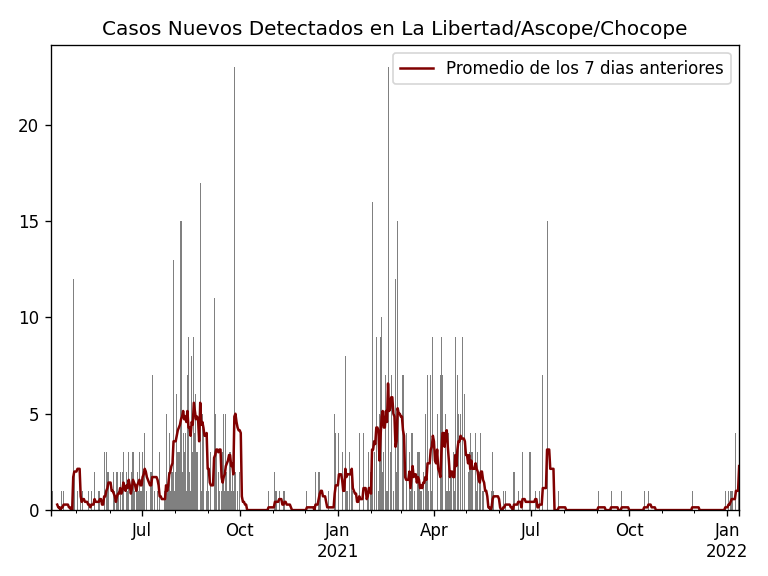 Casos Nuevos Detectados en La Libertad/Ascope/Chocope
Promedio de los 7 dias anteriores
20
15
10
5
0
Jul Oct Jan Apr Jul Oct Jan
2021 2022